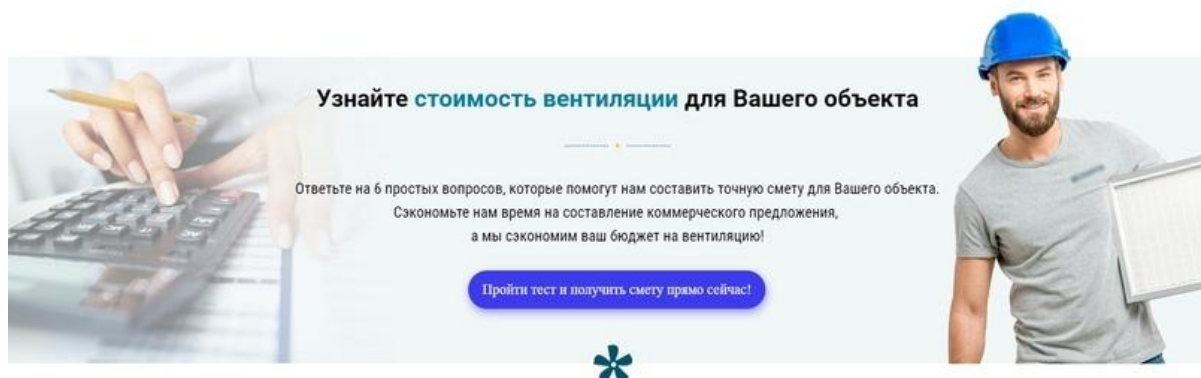 Узнайте стоимость вентиляции для Вашего объекта
Ответьте на 6 простых вопросов, которые помогут нам составить точную смету для Вашего объекта.
Сэкономьте нам время на составление коммерческого предложения,
а мы сэкономим ваш бюджет на вентиляцию!
Пройти тест и получить смету прямо сейчас!